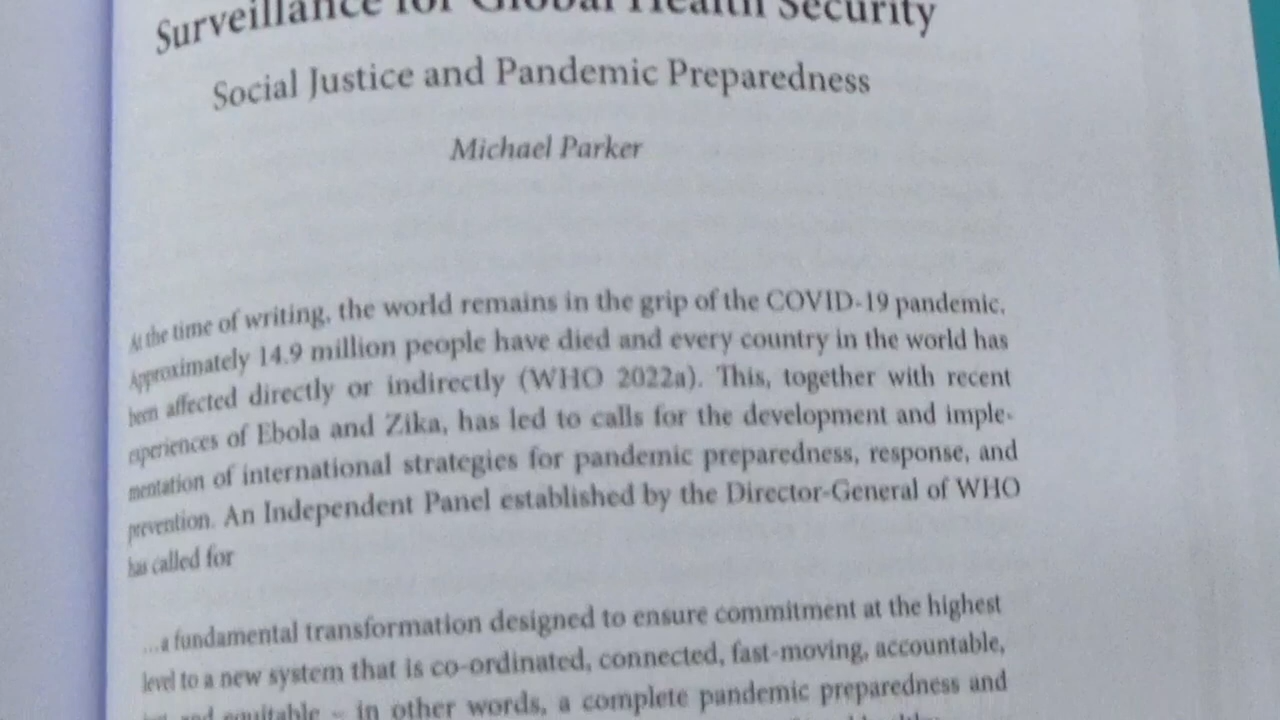 Surveillance for Global Health Security
Social Justice and Pandemic Preparedness
Michael Parker
At the time of writing, the world remains in the grip of the COVID-19 pandemic.
Approximately 14.9 million people have died and every country in the world has
been affected directly or indirectly (WHO 2022a). This, together with recent
experiences of Ebola and Zika, has led to calls for the development and imple-
mentation of international strategies for pandemic preparedness, response, and
prevention. An Independent Panel established by the Director-General of WHO
has called for
…a fundamental transformation designed to ensure commitment at the highest
level to a new system that is co-ordinated, connected, fast-moving, accountable,
and equitable – in other words, a complete pandemic preparedness and